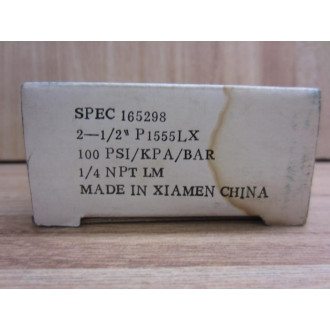 SPEC 165298
2—1/2" P1555LX
100 PSI/KPA/BAR
1/4 NPT LM
MADE IN XIAMEN CHINA